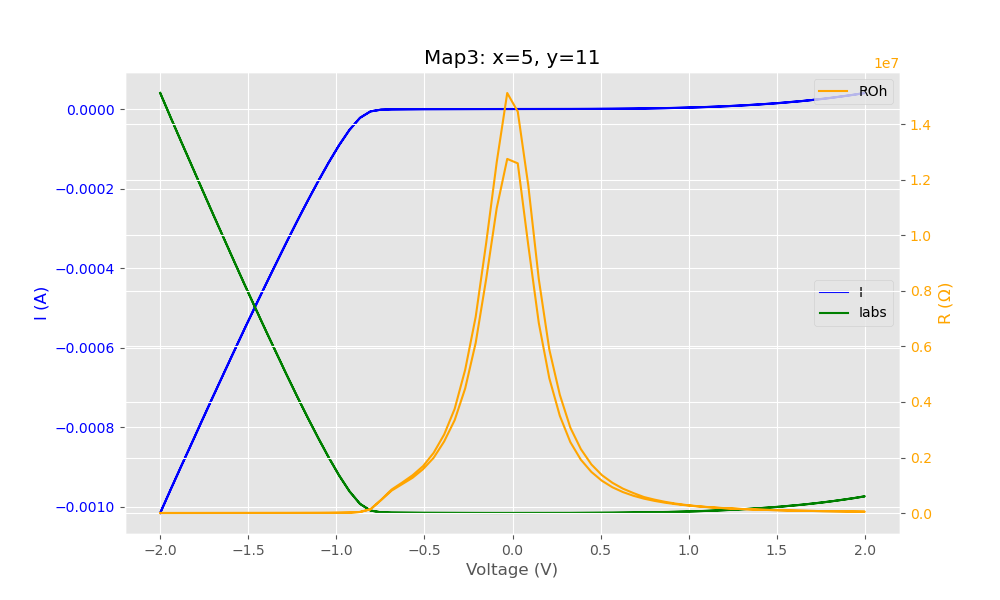 Map3: x=5, y=11
1e7
ROh
I
Iabs
I (A)
0.0000
−0.0002
−0.0004
−0.0006
−0.0008
−0.0010
1.4
1.2
1.0
0.8
0.6
0.4
0.2
0.0
R (Ω)
−2.0 −1.5 −1.0 −0.5 0.0 0.5 1.0 1.5 2.0
Voltage (V)